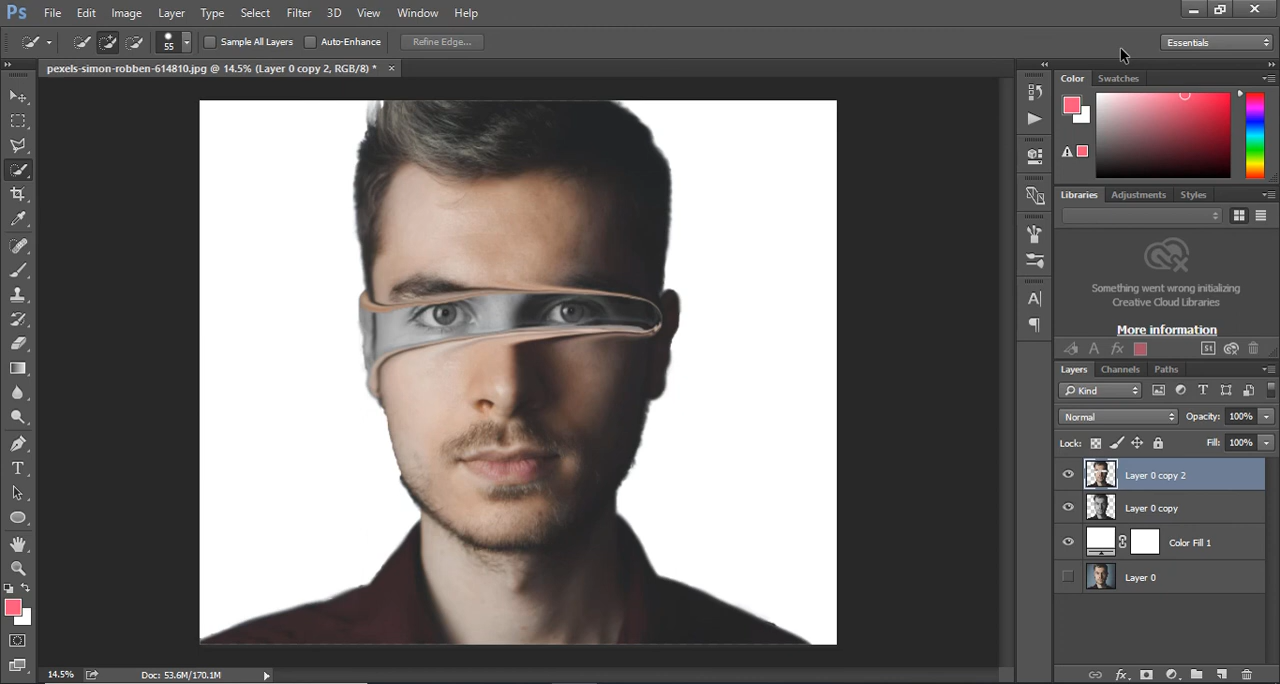 Ps File Edit Image Layer Type Select Filter 3D View Window Help
55 Sample All Layers Auto-Enhance Refine Edge... Essentials
pexels-simon-robben-614810.jpg @ 14.5% (Layer 0 copy 2, RGB/8) * ×
Color Swatches
Libraries Adjustments Styles
Something went wrong initializing
Creative Cloud Libraries
More information
St
Layers Channels Paths
Kind
Normal Opacity: 100%
Lock: Fill: 100%
Layer 0 copy 2
Layer 0 copy
Color Fill 1
Layer 0
14.5% Doc: 53.6M/170.1M